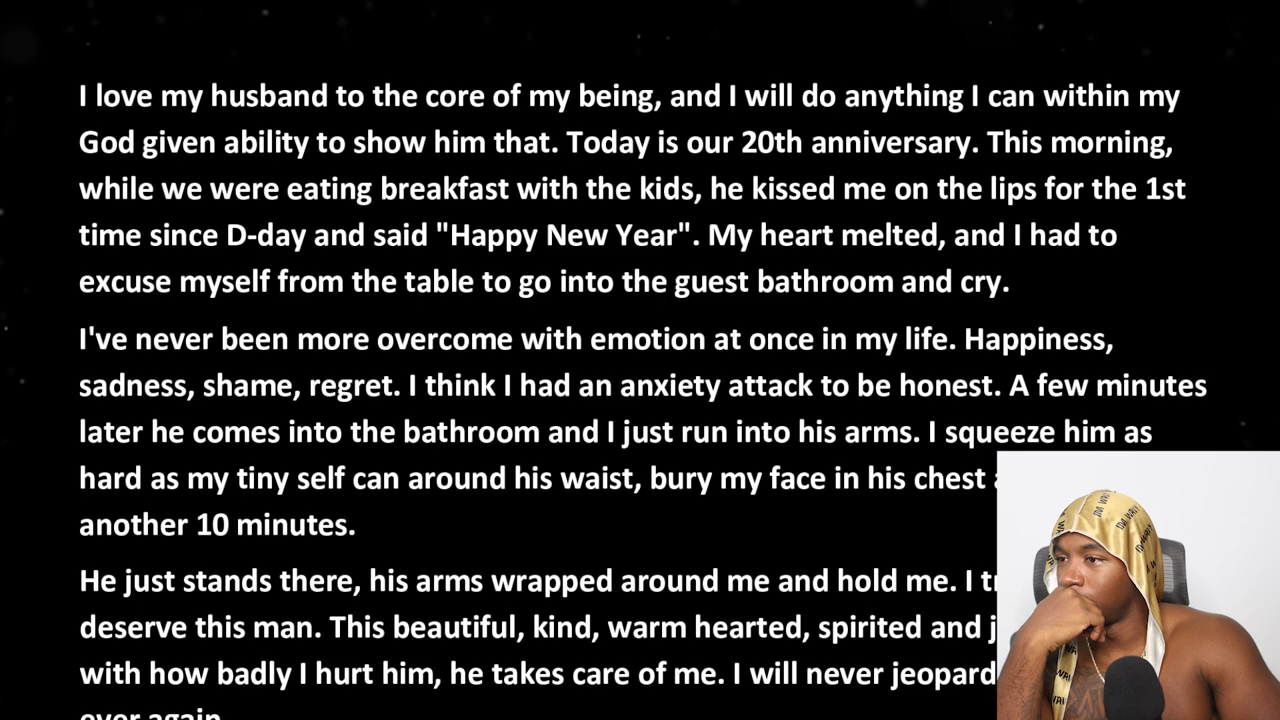 I love my husband to the core of my being, and I will do anything I can within my
God given ability to show him that. Today is our 20th anniversary. This morning,
while we were eating breakfast with the kids, he kissed me on the lips for the 1st
time since D-day and said "Happy New Year". My heart melted, and I had to
excuse myself from the table to go into the guest bathroom and cry.
I've never been more overcome with emotion at once in my life. Happiness,
sadness, shame, regret. I think I had an anxiety attack to be honest. A few minutes
later he comes into the bathroom and I just run into his arms. I squeeze him as
hard as my tiny self can around his waist, bury my face in his chest
another 10 minutes.
He just stands there, his arms wrapped around me and hold me. I
deserve this man. This beautiful, kind, warm hearted, spirited and
with how badly I hurt him, he takes care of me. I will never
ever again